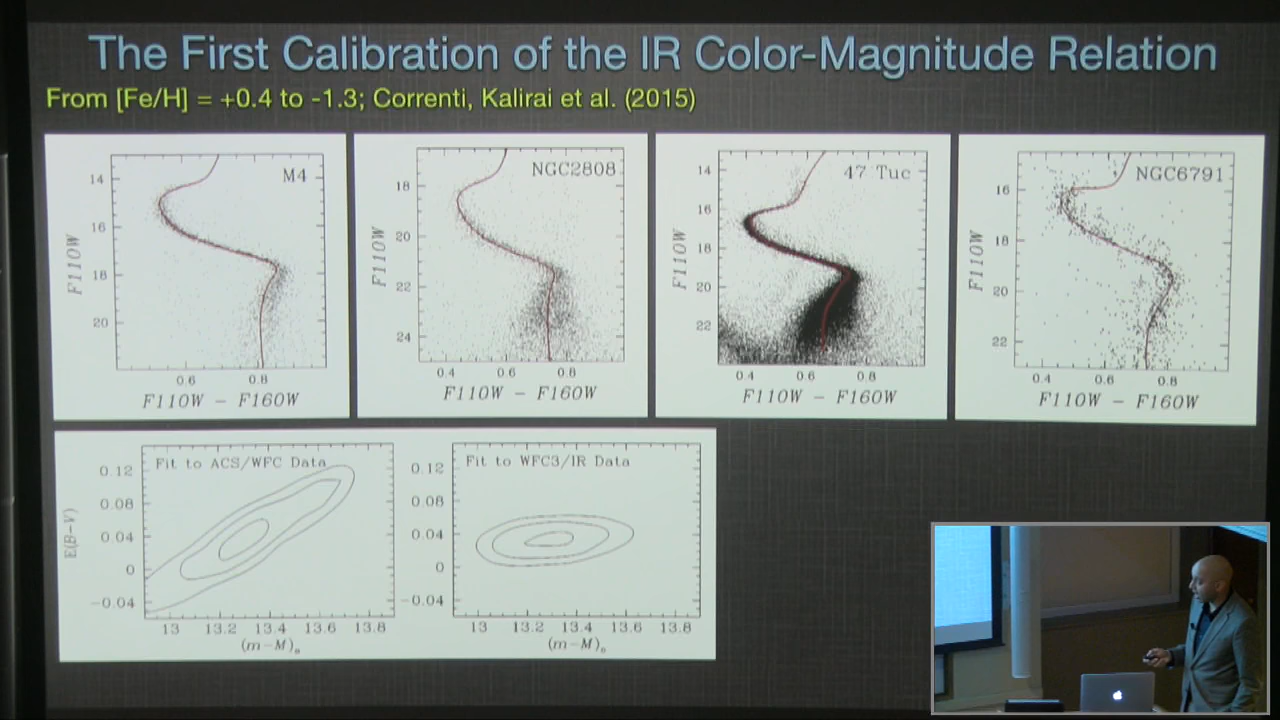 The First Calibration of the IR Color-Magnitude Relation
From [Fe/H] = +0.4 to -1.3; Correnti, Kalirai et al. (2015)
M4
14
16
18
20
F110W
0.6 0.8
F110W – F160W
NGC2808
18
20
22
24
F110W
0.4 0.6 0.8
F110W – F160W
47 Tuc
14
16
18
20
22
F110W
0.4 0.6 0.8
F110W – F160W
NGC6791
16
18
20
22
F110W
0.4 0.6 0.8
F110W – F160W
Fit to ACS/WFC Data
0.12
0.08
0.04
0
−0.04
E(B−V)
13 13.2 13.4 13.6 13.8
(m−M)₀
Fit to WFC3/IR Data
0.12
0.08
0.04
0
−0.04
13 13.2 13.4 13.6 13.8
(m−M)₀